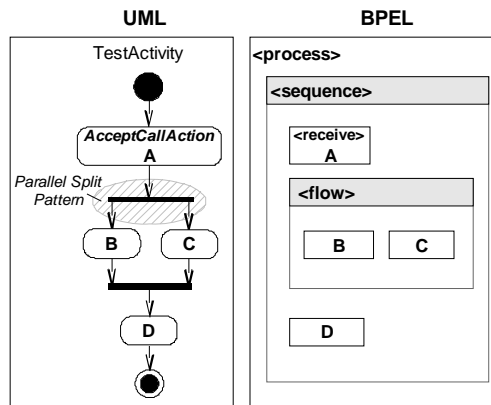 UML
TestActivity
AcceptCallAction
A
Parallel Split
Pattern
B
C
D
BPEL
<process>
<sequence>
<receive>
A
<flow>
B
C
D